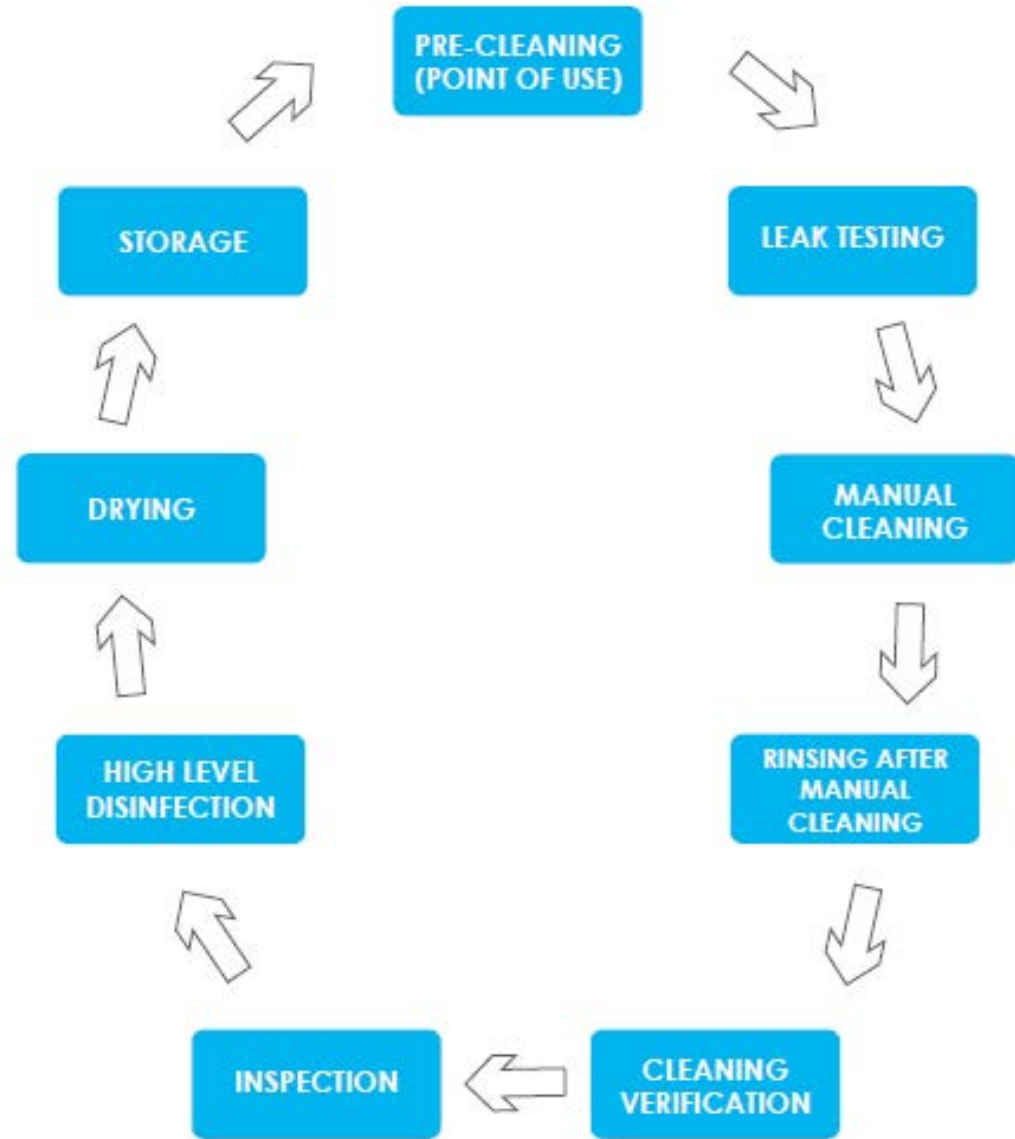 PRE-CLEANING
(POINT OF USE)
LEAK TESTING
MANUAL
CLEANING
RINSING AFTER
MANUAL
CLEANING
CLEANING
VERIFICATION
INSPECTION
HIGH LEVEL
DISINFECTION
DRYING
STORAGE